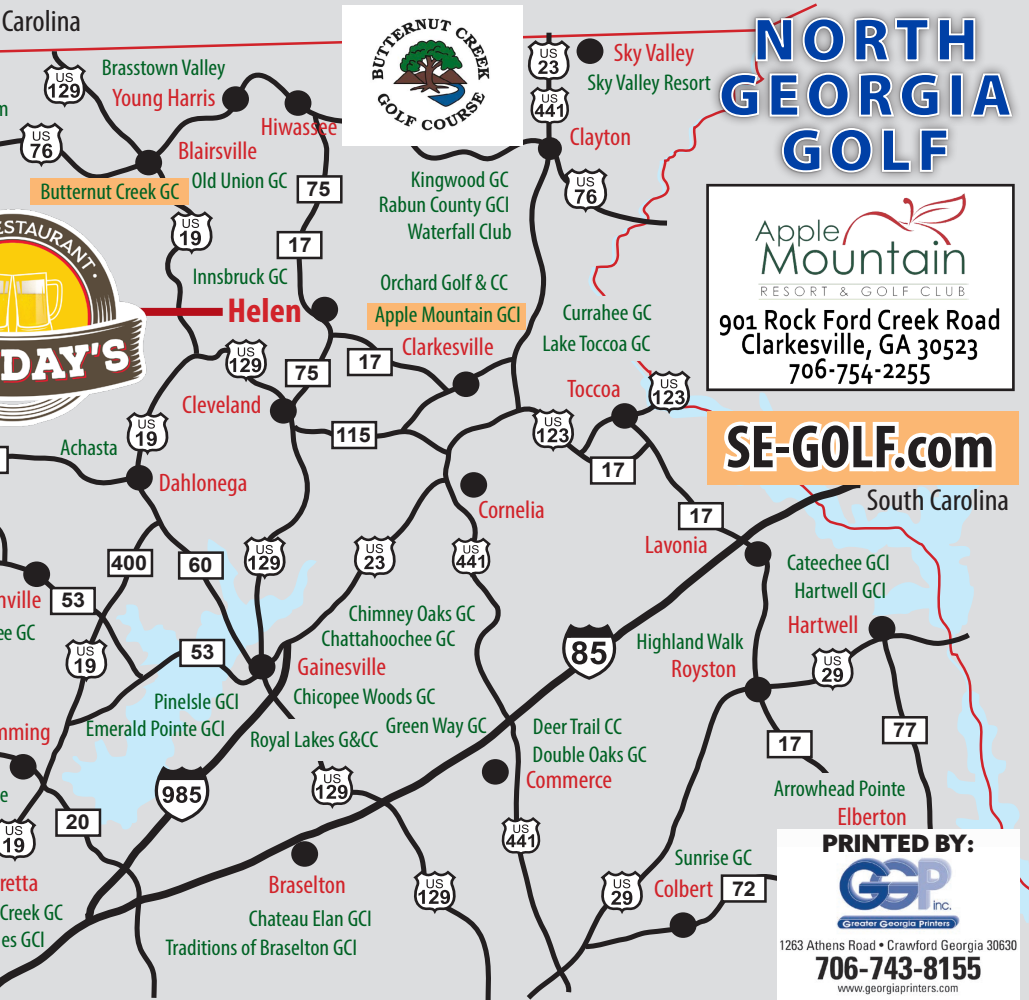 Carolina
NORTH
GEORGIA
GOLF
BUTTERNUT CREEK
GOLF COURSE
US
23
Sky Valley
Sky Valley Resort
US
129
Brasstown Valley
Young Harris
US
441
Hiwassee
Clayton
US
76
Blairsville
Old Union GC
75
Butternut Creek GC
Kingwood GC
Rabun County GCI
Waterfall Club
US
76
US
19
17
RESTAURANT
Innsbruck GC
Orchard Golf & CC
Helen
Apple Mountain GCI
Currahee GC
Clarkesville
Lake Toccoa GC
DAY'S
Apple
Mountain
RESORT & GOLF CLUB
901 Rock Ford Creek Road
Clarkesville, GA 30523
706-754-2255
US
129
17
75
Toccoa
US
123
Cleveland
US
19
115
US
123
Achasta
17
SE-GOLF.com
Dahlonega
Cornelia
South Carolina
17
Lavonia
400
60
US
129
US
23
US
441
Cateechee GCI
Hartwell GCI
nville
53
Chimney Oaks GC
Chattahoochee GC
ee GC
Hartwell
US
19
53
85
Highland Walk
Royston
Gainesville
US
29
PineIsle GCI
Chicopee Woods GC
Emerald Pointe GCI
Green Way GC
Royal Lakes G&CC
Deer Trail CC
Double Oaks GC
77
17
mming
Commerce
985
US
129
Arrowhead Pointe
Elberton
e
20
US
19
US
441
PRINTED BY:
GGP
inc.
Greater Georgia Printers
1263 Athens Road • Crawford Georgia 30630
706-743-8155
www.georgiaprinters.com
Sunrise GC
retta
Braselton
US
129
US
29
Colbert
72
Creek GC
Chateau Elan GCI
es GCI
Traditions of Braselton GCI